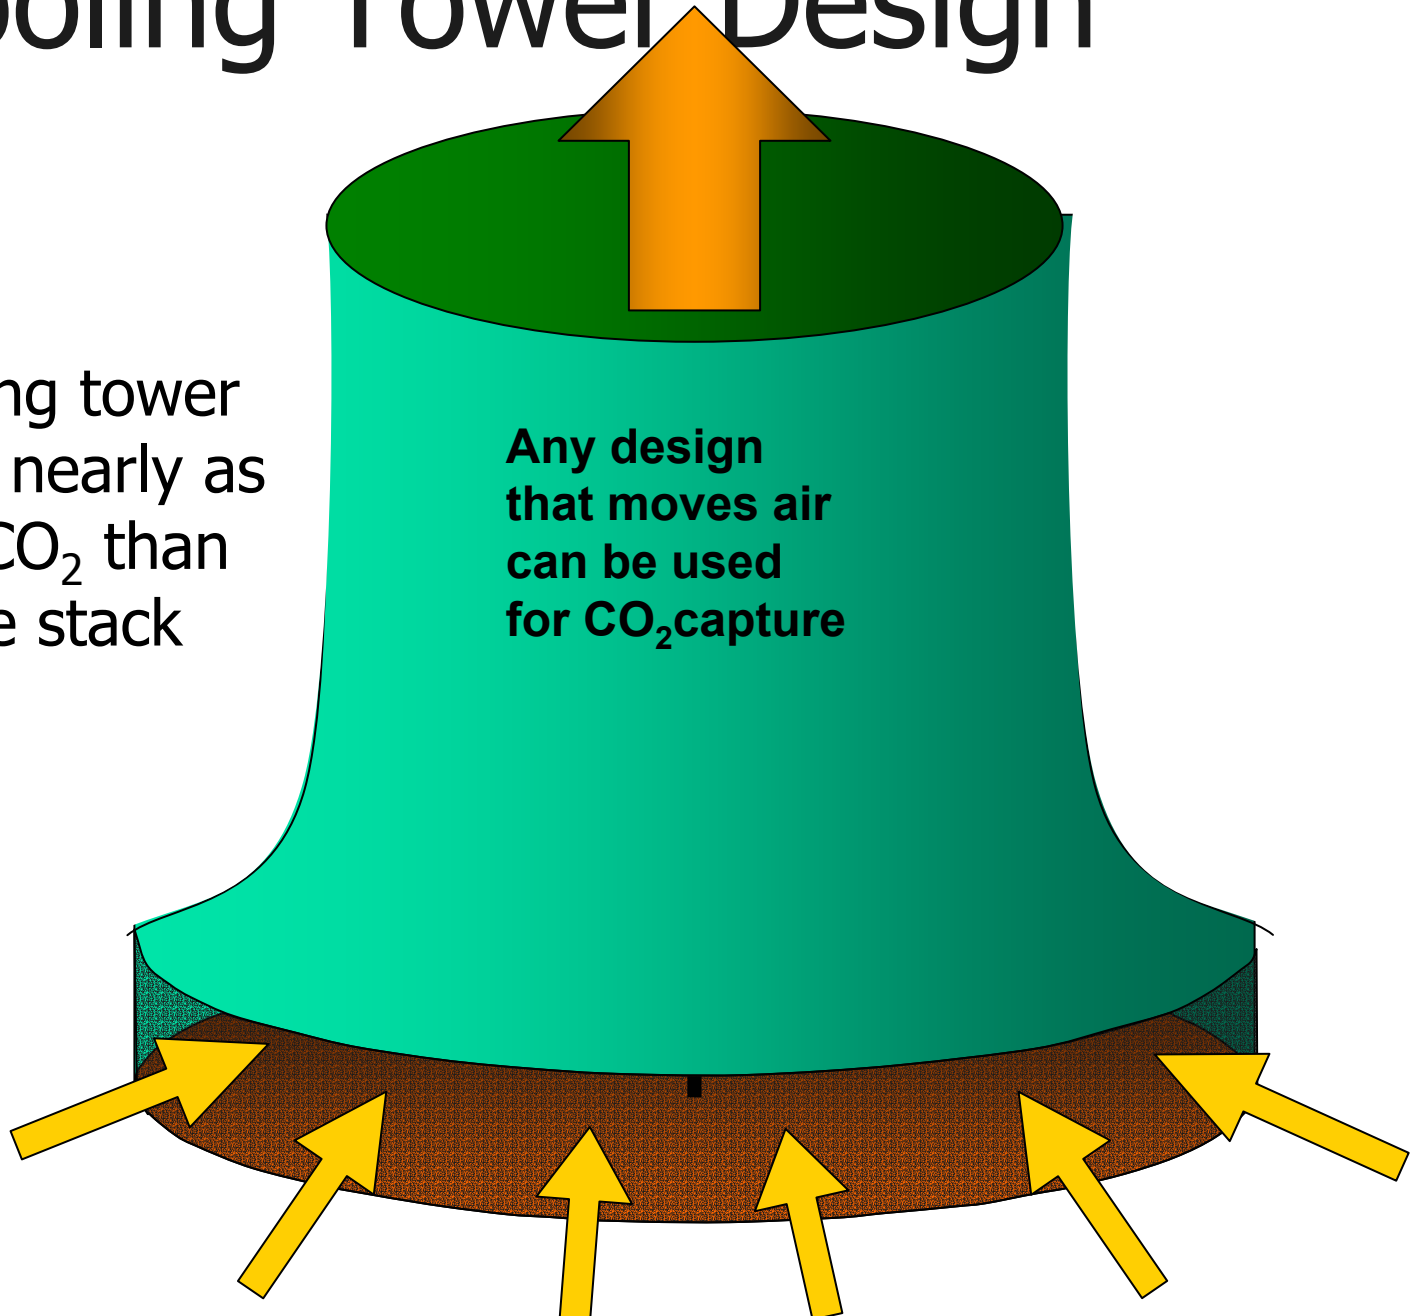 ooling Tower Design
ng tower
nearly as
CO₂ than
e stack
Any design
that moves air
can be used
for CO₂capture